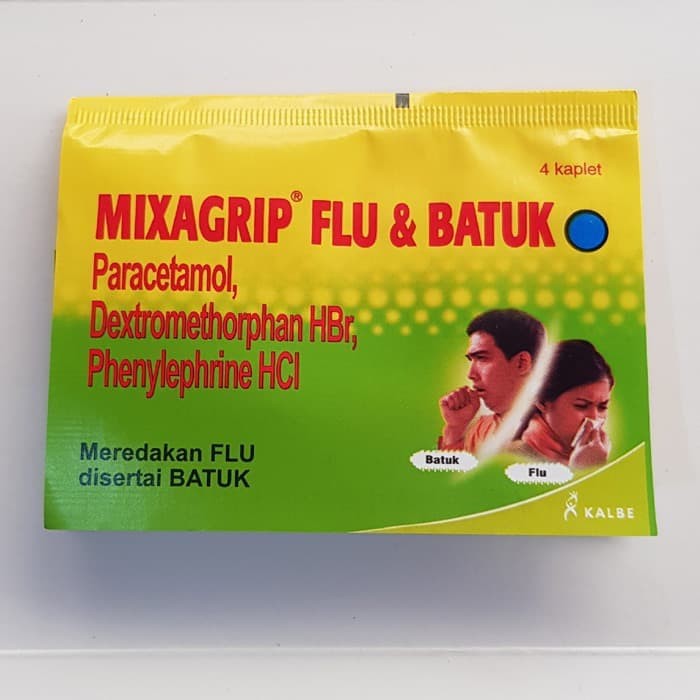 4 kaplet
MIXAGRIP® FLU & BATUK
Paracetamol,
Dextromethorphan HBr,
Phenylephrine HCl
Meredakan FLU
disertai BATUK
Batuk
Flu
KALBE